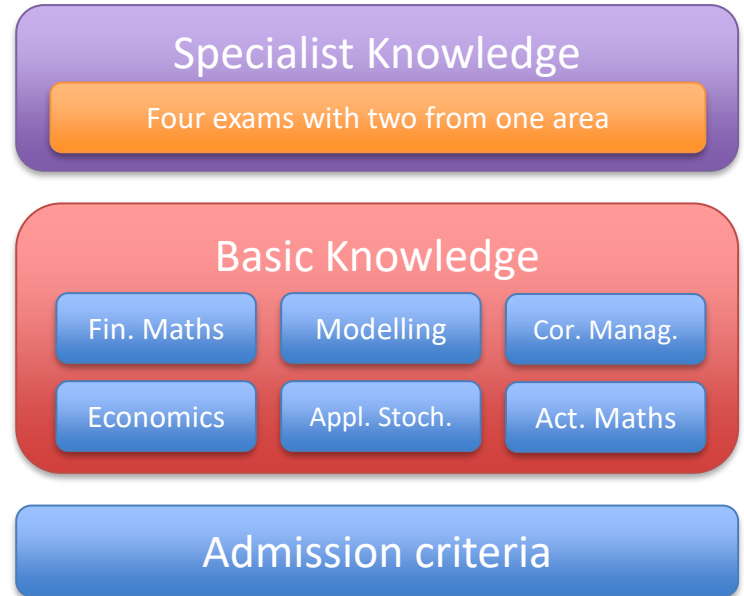 Specialist Knowledge
Four exams with two from one area
Basic Knowledge
Fin. Maths
Modelling
Cor. Manag.
Economics
Appl. Stoch.
Act. Maths
Admission criteria